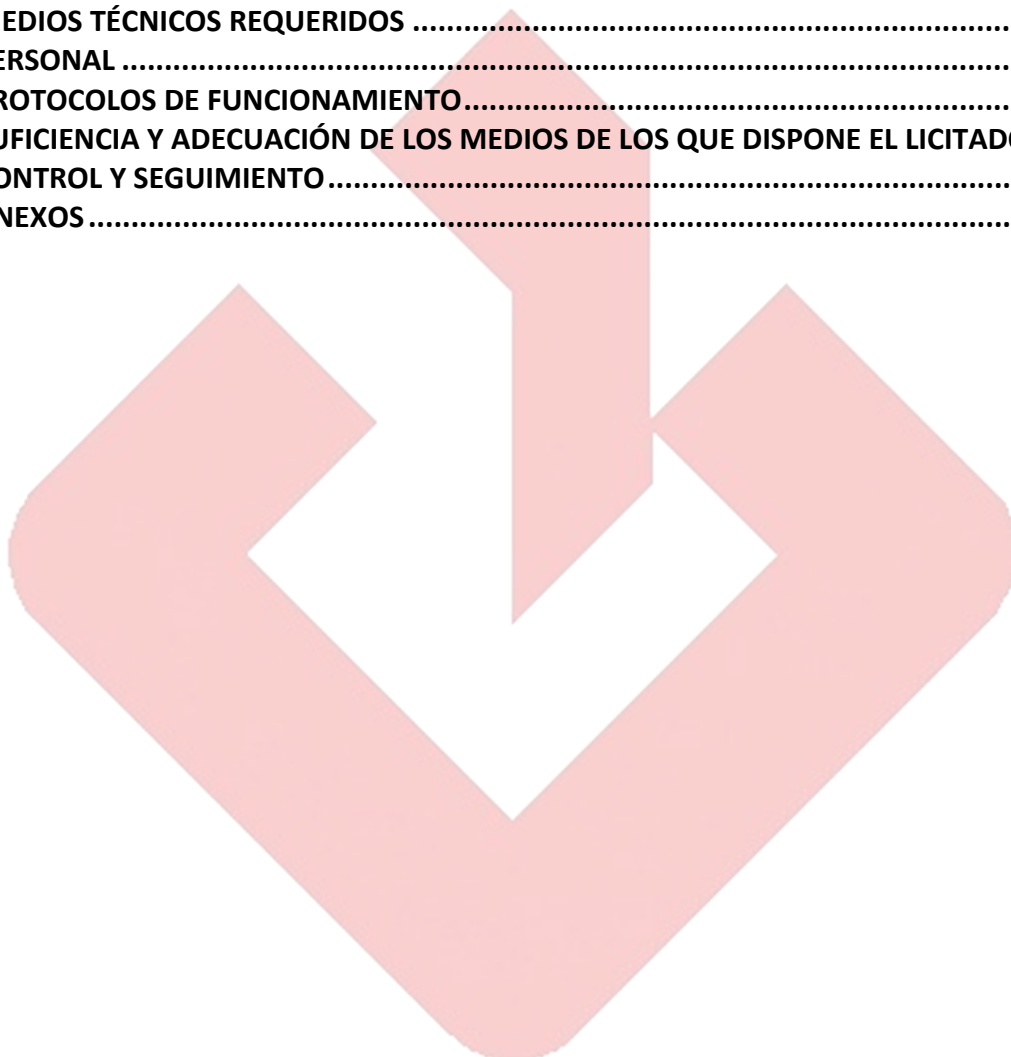 EDIOS TÉCNICOS REQUERIDOS ......................................................................
ERSONAL ........................................................................................................
ROTOCOLOS DE FUNCIONAMIENTO................................................................
UFICIENCIA Y ADECUACIÓN DE LOS MEDIOS DE LOS QUE DISPONE EL LICITADO
ONTROL Y SEGUIMIENTO................................................................................
NEXOS............................................................................................................